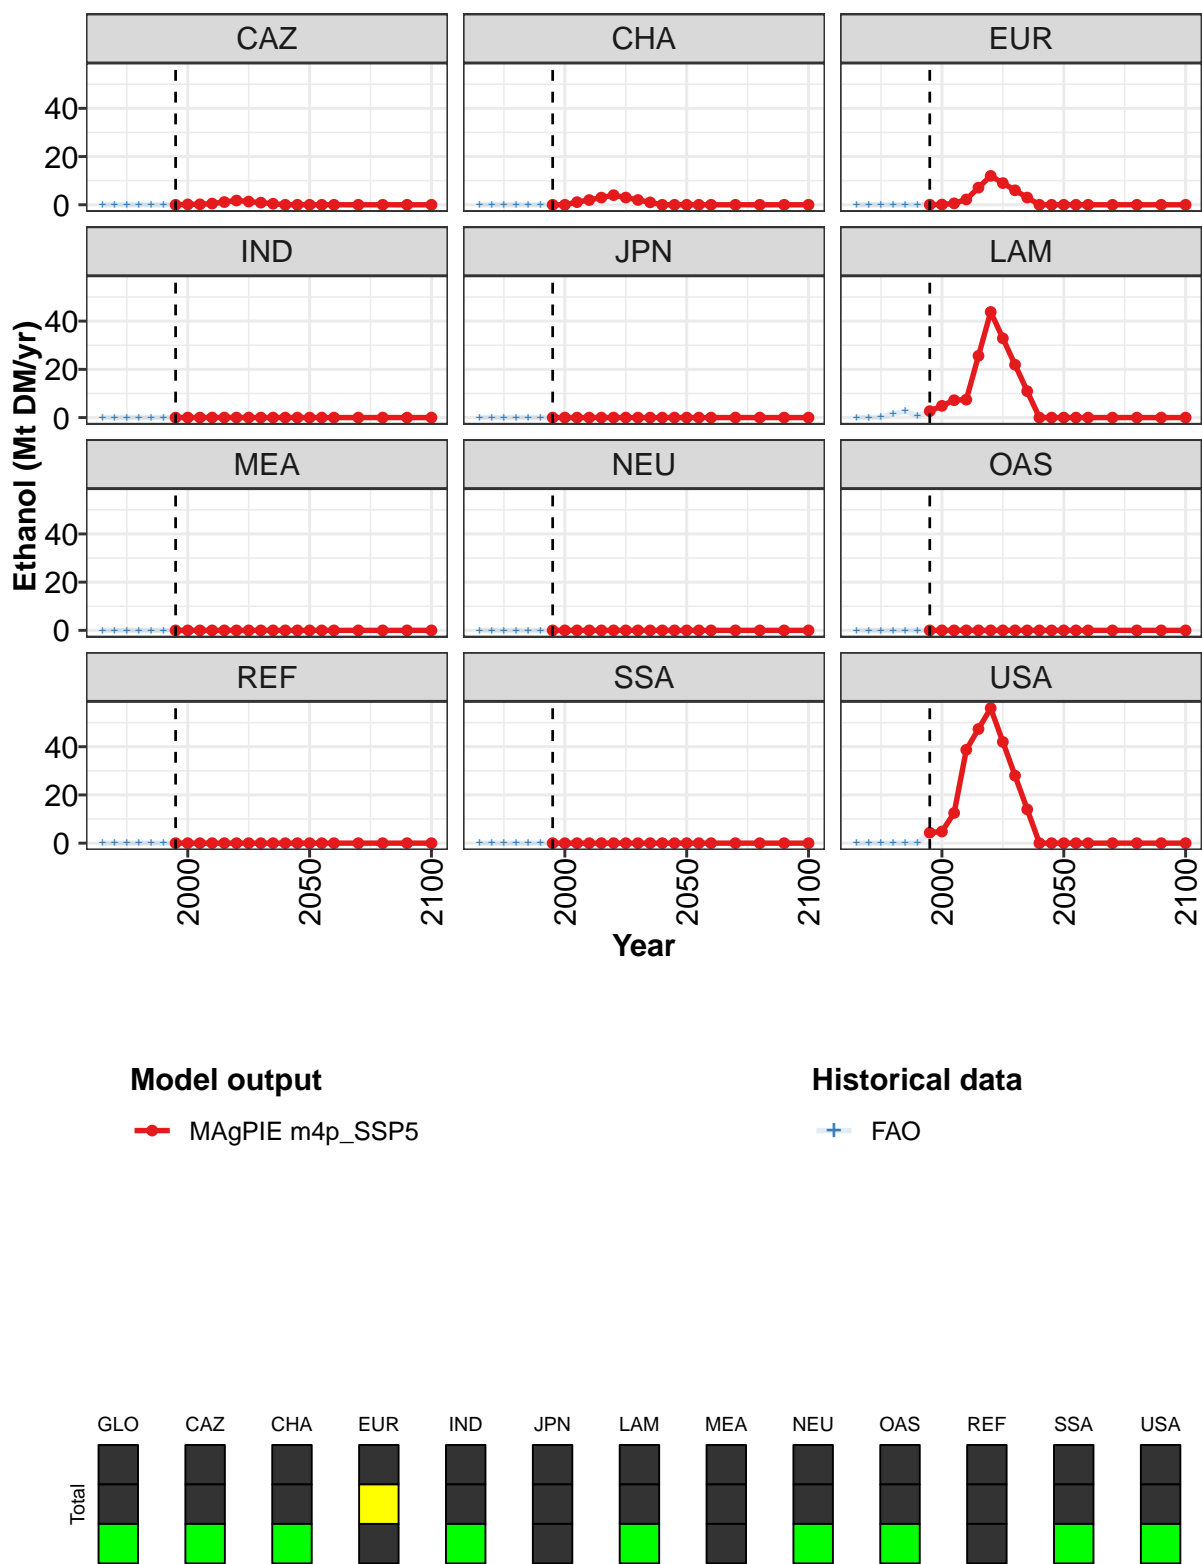 CAZ CHA EUR
40
20
0
IND JPN LAM
40
20
0
MEA NEU OAS
40
20
0
REF SSA USA
40
20
0
Ethanol (Mt DM/yr)
2000 2050 2100 2000 2050 2100 2000 2050 2100
Year
Model output Historical data
MAgPIE m4p_SSP5 FAO
GLO CAZ CHA EUR IND JPN LAM MEA NEU OAS REF SSA USA
Total